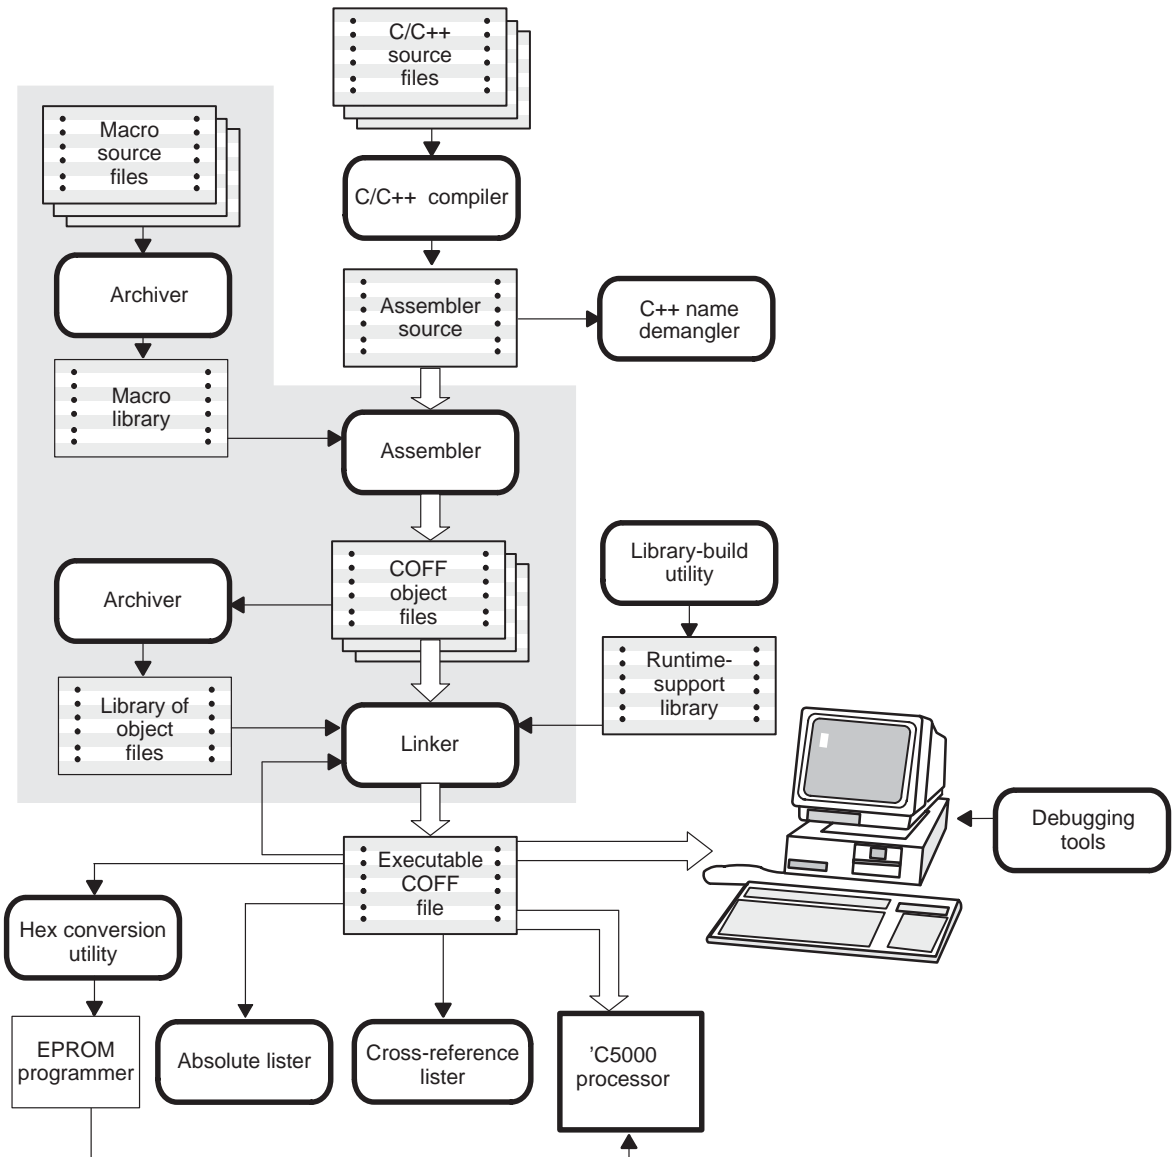 C/C++
source
files
Macro
source
files
C/C++ compiler
Archiver
Assembler
source
C++ name
demangler
Macro
library
Assembler
COFF
object
files
Library-build
utility
Archiver
Runtime-
support
library
Library of
object
files
Linker
Debugging
tools
Executable
COFF
file
Hex conversion
utility
EPROM
programmer
Absolute lister
Cross-reference
lister
’C5000
processor